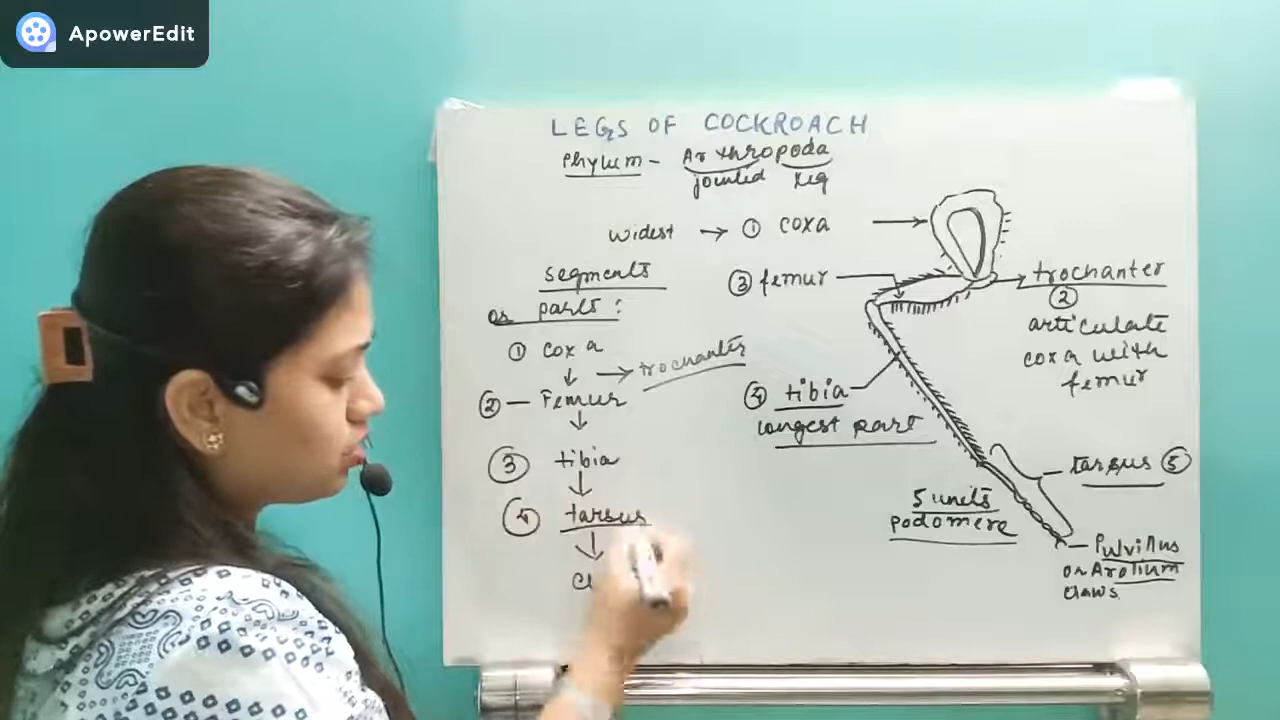 ApowerEdit
LEGS OF COCKROACH
Phylum - Arthropoda
jointed leg
widest → ① coxa
segments
or parts:
① coxa
↓ → trochanter
② - Femur
↓
③ tibia
↓
④ tarsus
↓
cl
③ femur
trochanter
②
articulate
coxa with
femur
④ tibia
longest part
tarsus ⑤
5 units
podomere
Pulvillus
or Arolium
claws